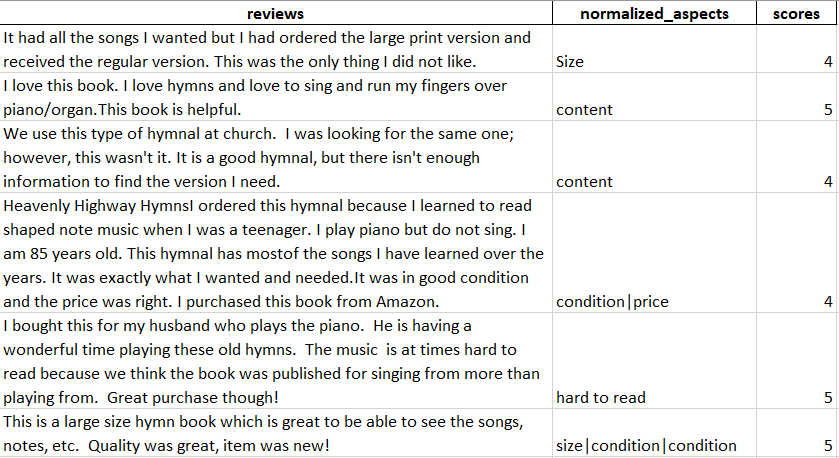 reviews normalized_aspects scores
It had all the songs I wanted but I had ordered the large print version and
received the regular version. This was the only thing I did not like. Size 4
I love this book. I love hymns and love to sing and run my fingers over
piano/organ.This book is helpful. content 5
We use this type of hymnal at church.  I was looking for the same one;
however, this wasn't it. It is a good hymnal, but there isn't enough
information to find the version I need. content 4
Heavenly Highway HymnsI ordered this hymnal because I learned to read
shaped note music when I was a teenager. I play piano but do not sing. I
am 85 years old. This hymnal has mostof the songs I have learned over the
years. It was exactly what I wanted and needed.It was in good condition
and the price was right. I purchased this book from Amazon. condition|price 4
I bought this for my husband who plays the piano.  He is having a
wonderful time playing these old hymns.  The music  is at times hard to
read because we think the book was published for singing from more than
playing from.  Great purchase though! hard to read 5
This is a large size hymn book which is great to be able to see the songs,
notes, etc.  Quality was great, item was new! size|condition|condition 5